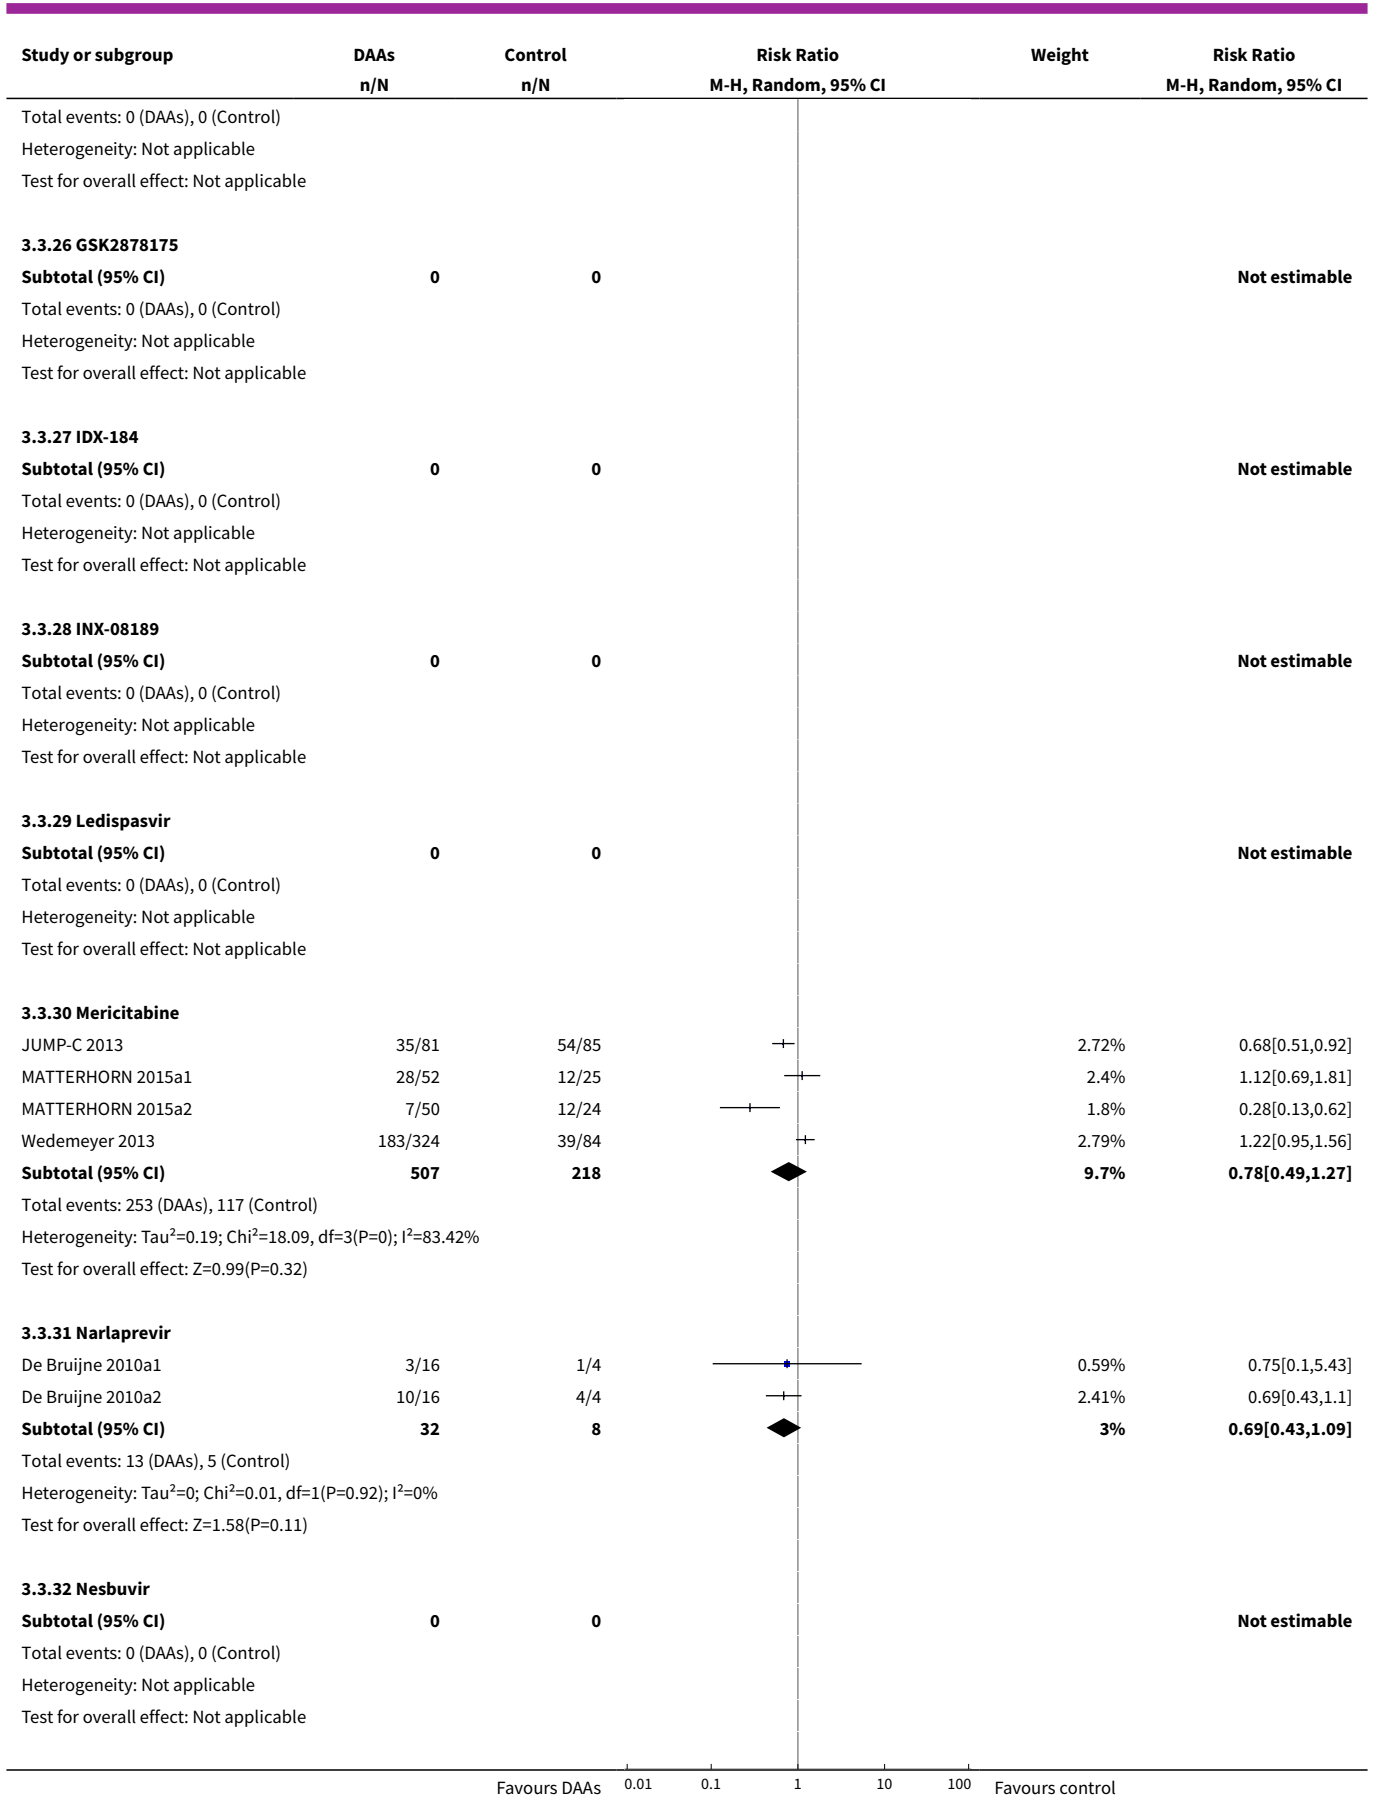 Study or subgroup DAAs Control Risk Ratio Weight Risk Ratio
n/N n/N M-H, Random, 95% CI M-H, Random, 95% CI
Total events: 0 (DAAs), 0 (Control)
Heterogeneity: Not applicable
Test for overall effect: Not applicable
3.3.26 GSK2878175
Subtotal (95% CI) 0 0 Not estimable
Total events: 0 (DAAs), 0 (Control)
Heterogeneity: Not applicable
Test for overall effect: Not applicable
3.3.27 IDX-184
Subtotal (95% CI) 0 0 Not estimable
Total events: 0 (DAAs), 0 (Control)
Heterogeneity: Not applicable
Test for overall effect: Not applicable
3.3.28 INX-08189
Subtotal (95% CI) 0 0 Not estimable
Total events: 0 (DAAs), 0 (Control)
Heterogeneity: Not applicable
Test for overall effect: Not applicable
3.3.29 Ledispasvir
Subtotal (95% CI) 0 0 Not estimable
Total events: 0 (DAAs), 0 (Control)
Heterogeneity: Not applicable
Test for overall effect: Not applicable
3.3.30 Mericitabine
JUMP-C 2013 35/81 54/85 2.72% 0.68[0.51,0.92]
MATTERHORN 2015a1 28/52 12/25 2.4% 1.12[0.69,1.81]
MATTERHORN 2015a2 7/50 12/24 1.8% 0.28[0.13,0.62]
Wedemeyer 2013 183/324 39/84 2.79% 1.22[0.95,1.56]
Subtotal (95% CI) 507 218 9.7% 0.78[0.49,1.27]
Total events: 253 (DAAs), 117 (Control)
Heterogeneity: Tau²=0.19; Chi²=18.09, df=3(P=0); I²=83.42%
Test for overall effect: Z=0.99(P=0.32)
3.3.31 Narlaprevir
De Bruijne 2010a1 3/16 1/4 0.59% 0.75[0.1,5.43]
De Bruijne 2010a2 10/16 4/4 2.41% 0.69[0.43,1.1]
Subtotal (95% CI) 32 8 3% 0.69[0.43,1.09]
Total events: 13 (DAAs), 5 (Control)
Heterogeneity: Tau²=0; Chi²=0.01, df=1(P=0.92); I²=0%
Test for overall effect: Z=1.58(P=0.11)
3.3.32 Nesbuvir
Subtotal (95% CI) 0 0 Not estimable
Total events: 0 (DAAs), 0 (Control)
Heterogeneity: Not applicable
Test for overall effect: Not applicable
Favours DAAs 0.01 0.1 1 10 100 Favours control